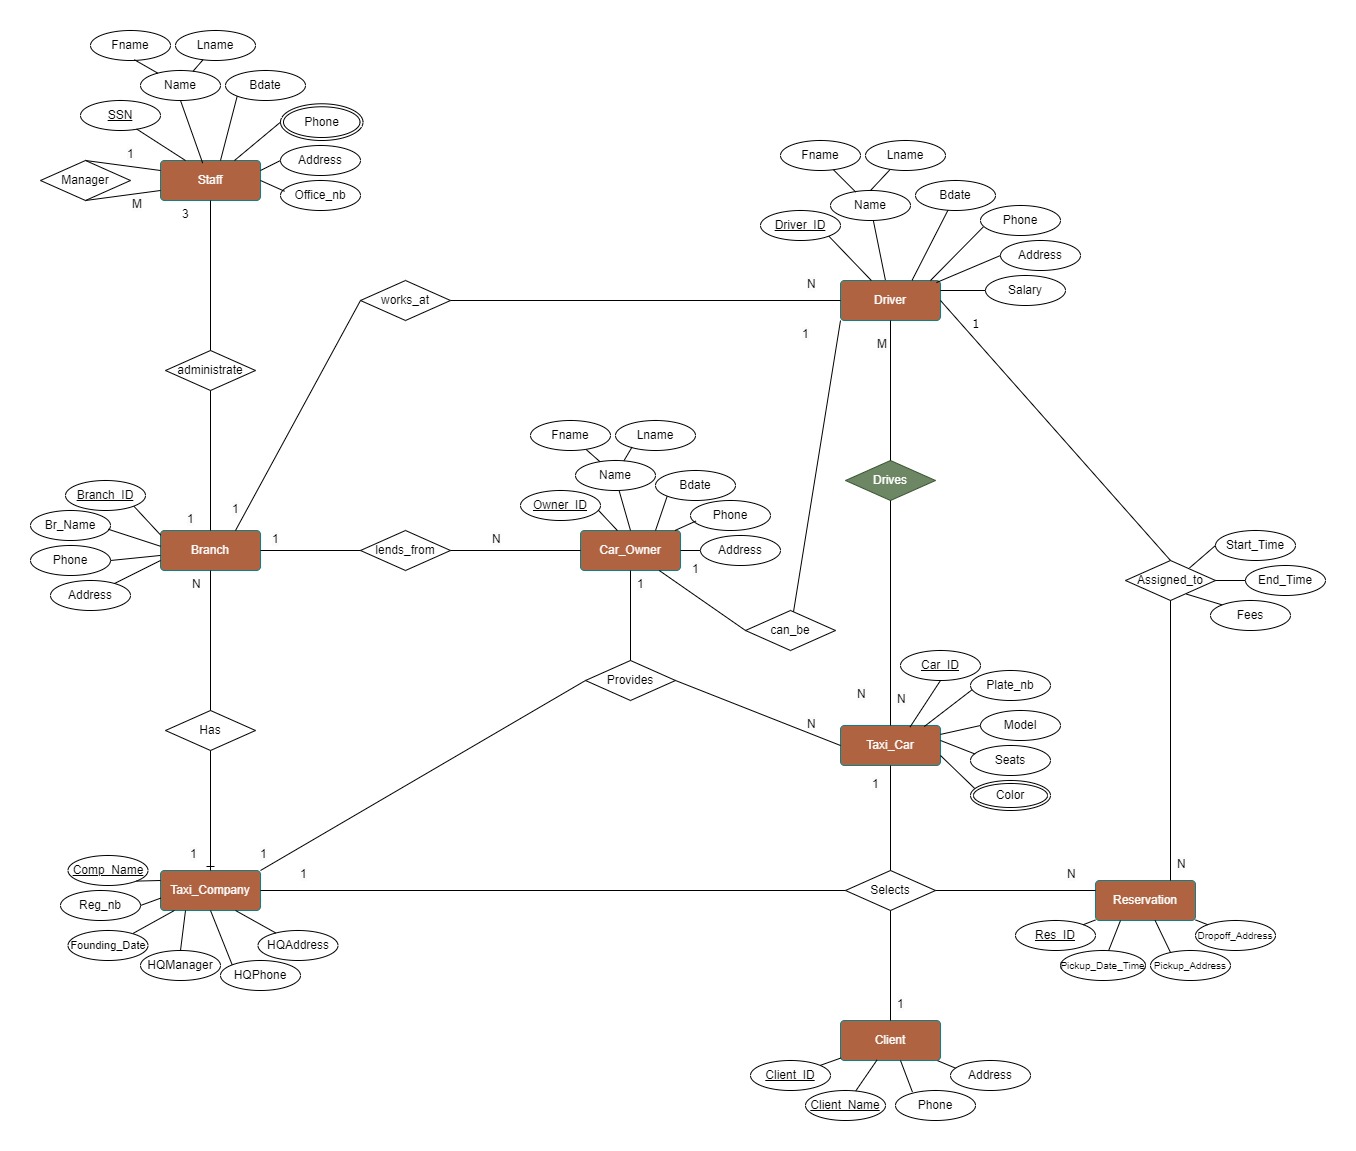 Fname
Lname
Name
Bdate
SSN
Phone
Address
Office_nb
Staff
Manager
1
M
3
administrate
works_at
N
1
Fname
Lname
Name
Bdate
Driver_ID
Phone
Address
Salary
Driver
1
M
1
Drives
can_be
Fname
Lname
Name
Bdate
Owner_ID
Phone
Address
Car_Owner
1
1
lends_from
1
N
Branch_ID
Br_Name
Phone
Address
Branch
1
N
Has
1
Provides
1
N
Start_Time
End_Time
Fees
Assigned_to
N
Car_ID
Plate_nb
Model
Seats
Color
Taxi_Car
N
N
1
Comp_Name
Reg_nb
Founding_Date
HQManager
HQPhone
HQAddress
Taxi_Company
1
Selects
N
Reservation
Res_ID
Pickup_Date_Time
Pickup_Address
Dropoff_Address
1
Client
Client_ID
Client_Name
Phone
Address